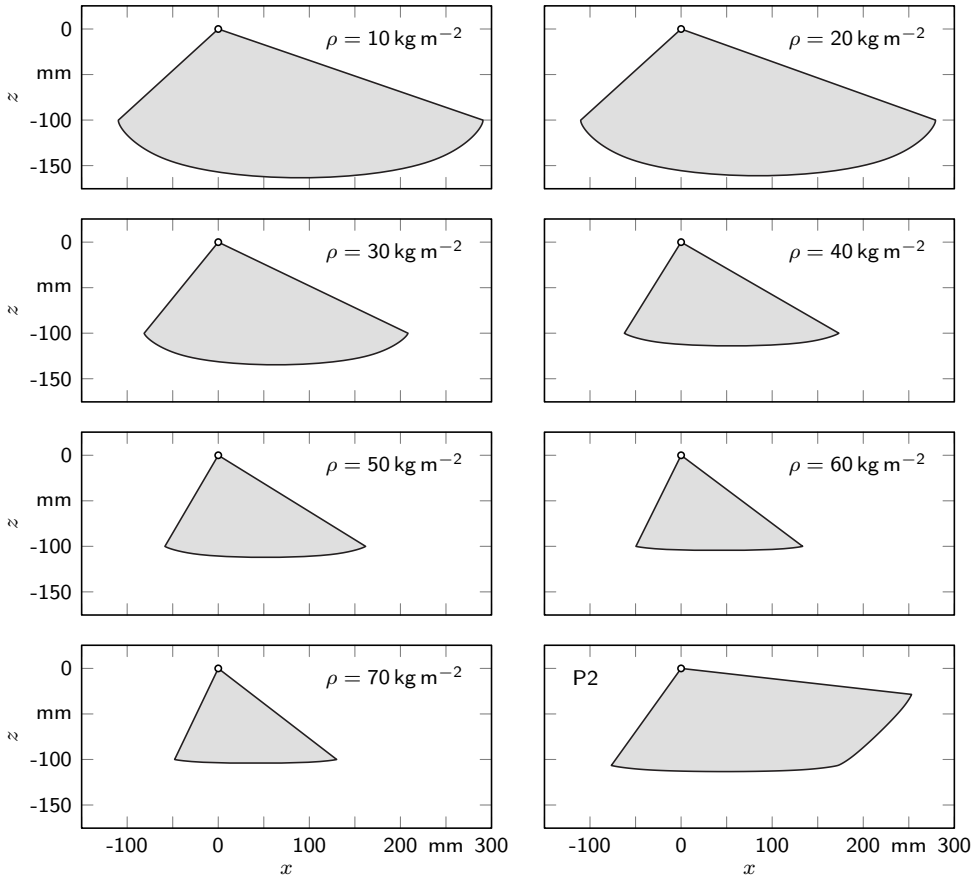 0
mm
-100
-150
z
ρ = 10 kg m⁻²
ρ = 20 kg m⁻²
0
mm
-100
-150
z
ρ = 30 kg m⁻²
ρ = 40 kg m⁻²
0
mm
-100
-150
z
ρ = 50 kg m⁻²
ρ = 60 kg m⁻²
0
mm
-100
-150
z
ρ = 70 kg m⁻²
P2
-100 0 100 200 mm 300
x
-100 0 100 200 mm 300
x